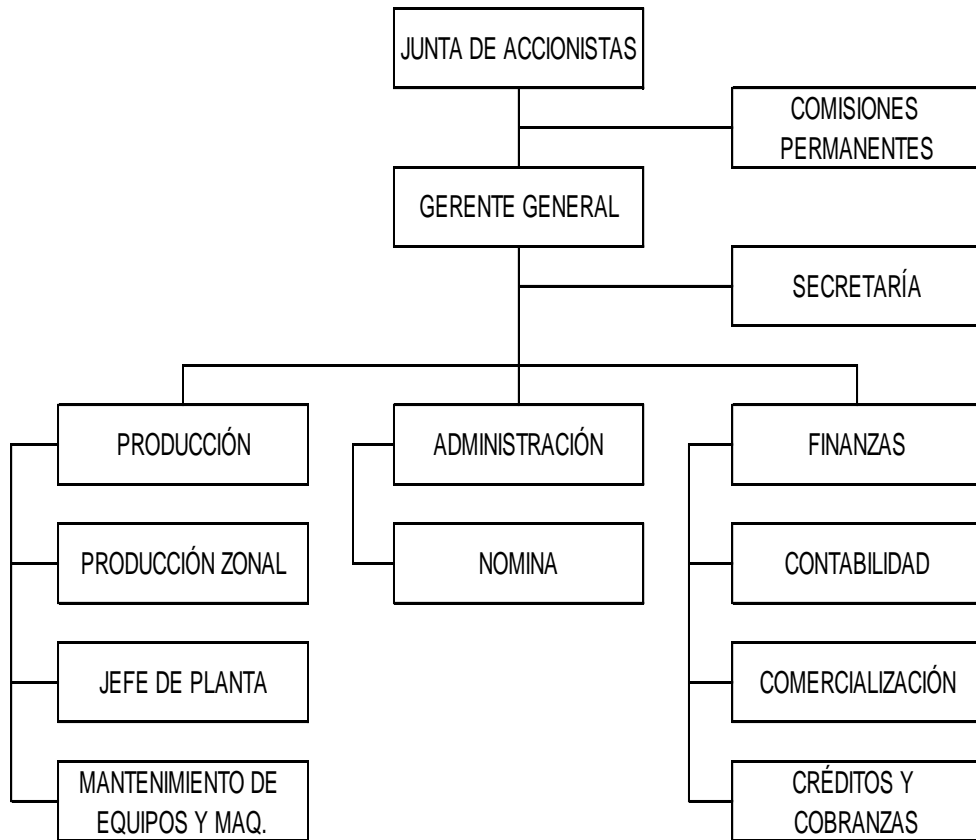 JUNTA DE ACCIONISTAS
COMISIONES
PERMANENTES
GERENTE GENERAL
SECRETARÍA
PRODUCCIÓN
ADMINISTRACIÓN
FINANZAS
PRODUCCIÓN ZONAL
NOMINA
CONTABILIDAD
JEFE DE PLANTA
COMERCIALIZACIÓN
MANTENIMIENTO DE
EQUIPOS Y MAQ.
CRÉDITOS Y
COBRANZAS